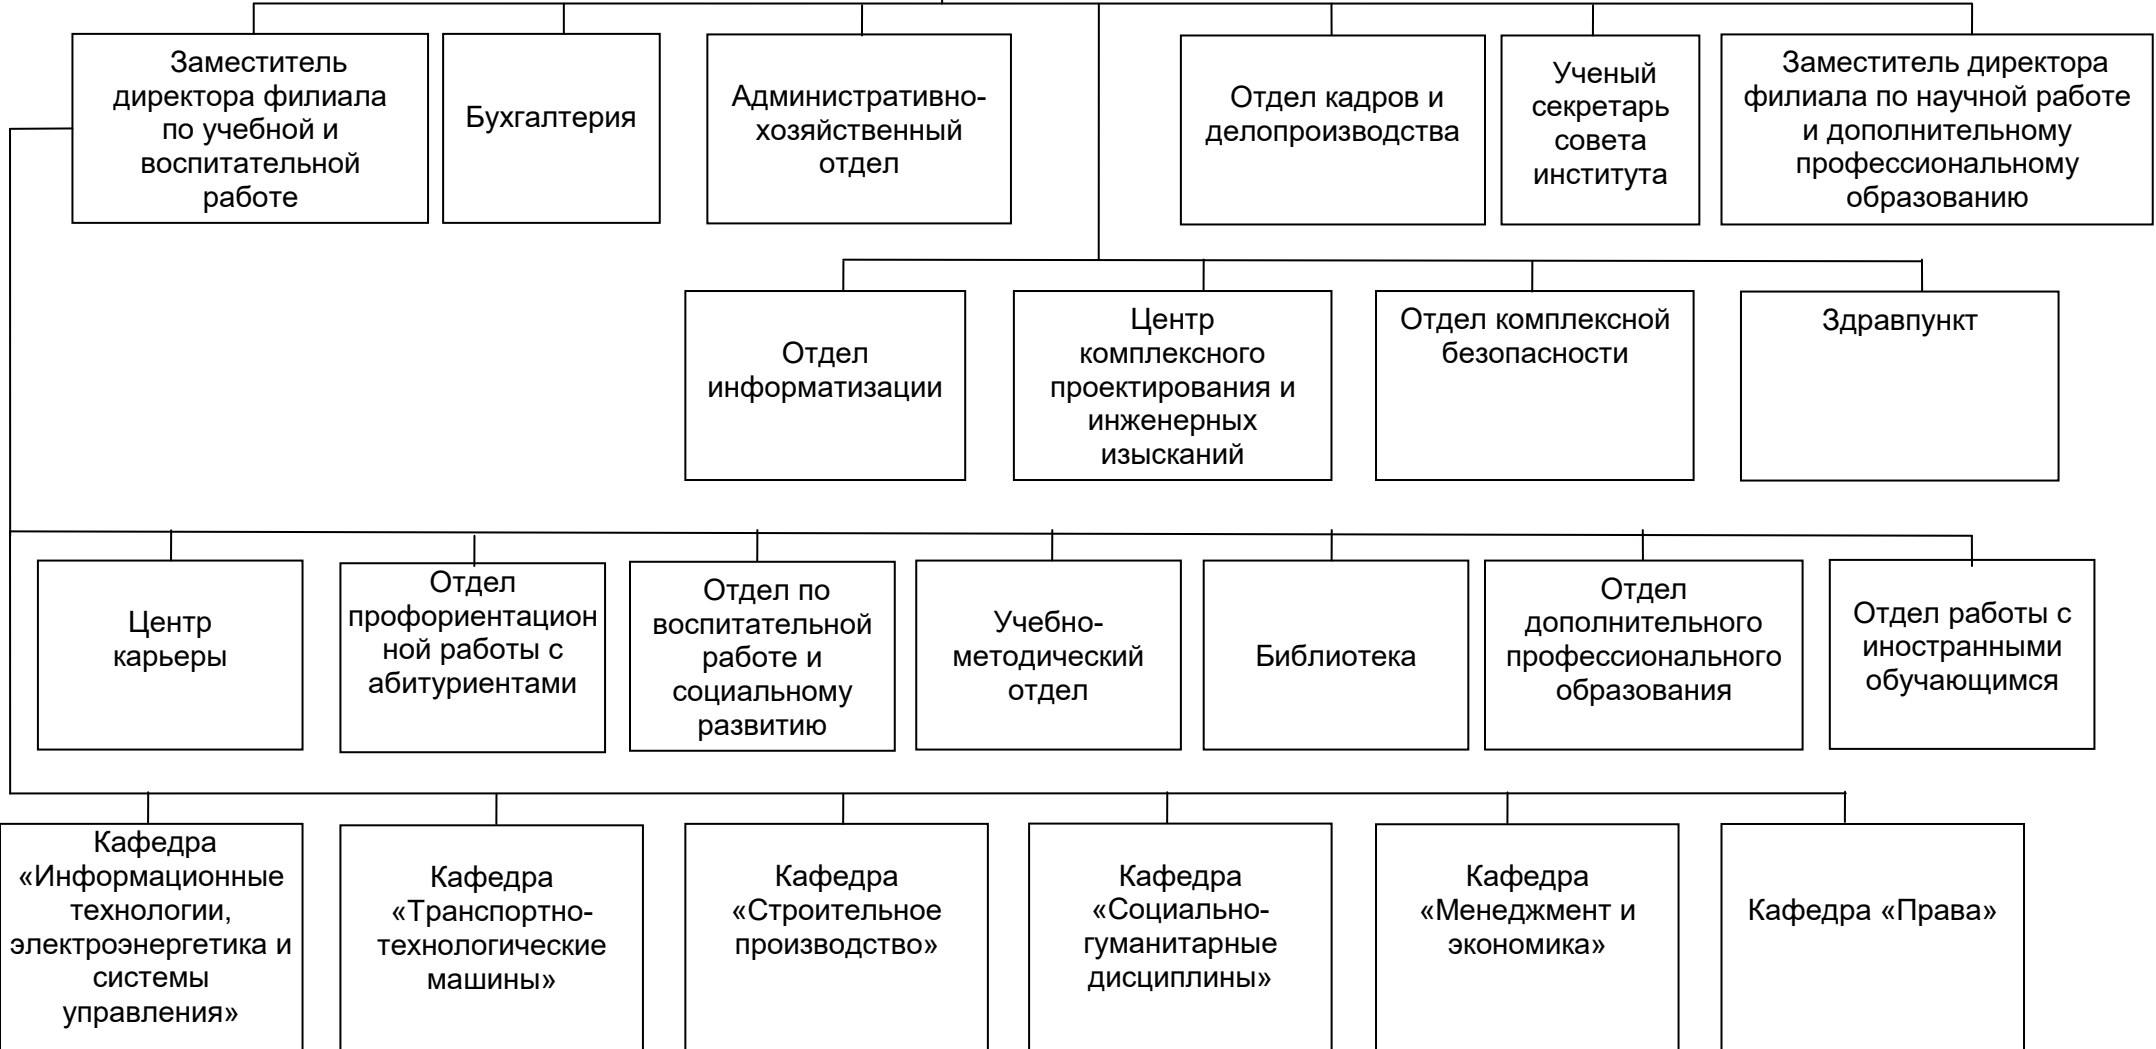 Заместитель
директора филиала
по учебной и
воспитательной
работе
Бухгалтерия
Административно-
хозяйственный
отдел
Отдел кадров и
делопроизводства
Ученый
секретарь
совета
института
Заместитель директора
филиала по научной работе
и дополнительному
профессиональному
образованию
Отдел
информатизации
Центр
комплексного
проектирования и
инженерных
изысканий
Отдел комплексной
безопасности
Здравпункт
Центр
карьеры
Отдел
профориентацион
ной работы с
абитуриентами
Отдел по
воспитательной
работе и
социальному
развитию
Учебно-
методический
отдел
Библиотека
Отдел
дополнительного
профессионального
образования
Отдел работы с
иностранными
обучающимся
Кафедра
«Информационные
технологии,
электроэнергетика и
системы
управления»
Кафедра
«Транспортно-
технологические
машины»
Кафедра
«Строительное
производство»
Кафедра
«Социально-
гуманитарные
дисциплины»
Кафедра
«Менеджмент и
экономика»
Кафедра «Права»